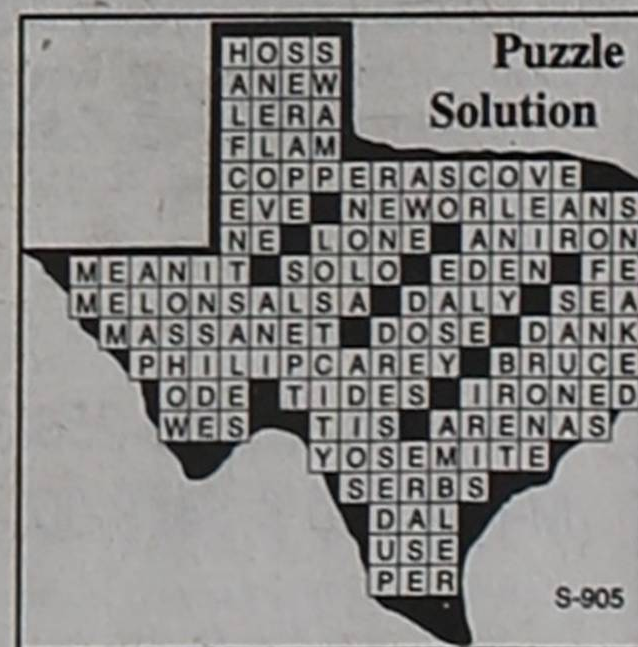 HOSS
Puzzle
ANEW
LERA
Solution
FLAM
COPPERASCOVE
EVE NEWORLEANS
NE LONE ANIRON
MEANIT SOLO EDEN FE
MELONSALSA DALY SEA
MASSANET DOSE DANK
PHILIPCAREY BRUCE
ODE TIDES IRONED
WES TIS ARENAS
YOSEMITE
SERBS
DAL
USE
PER
S-905